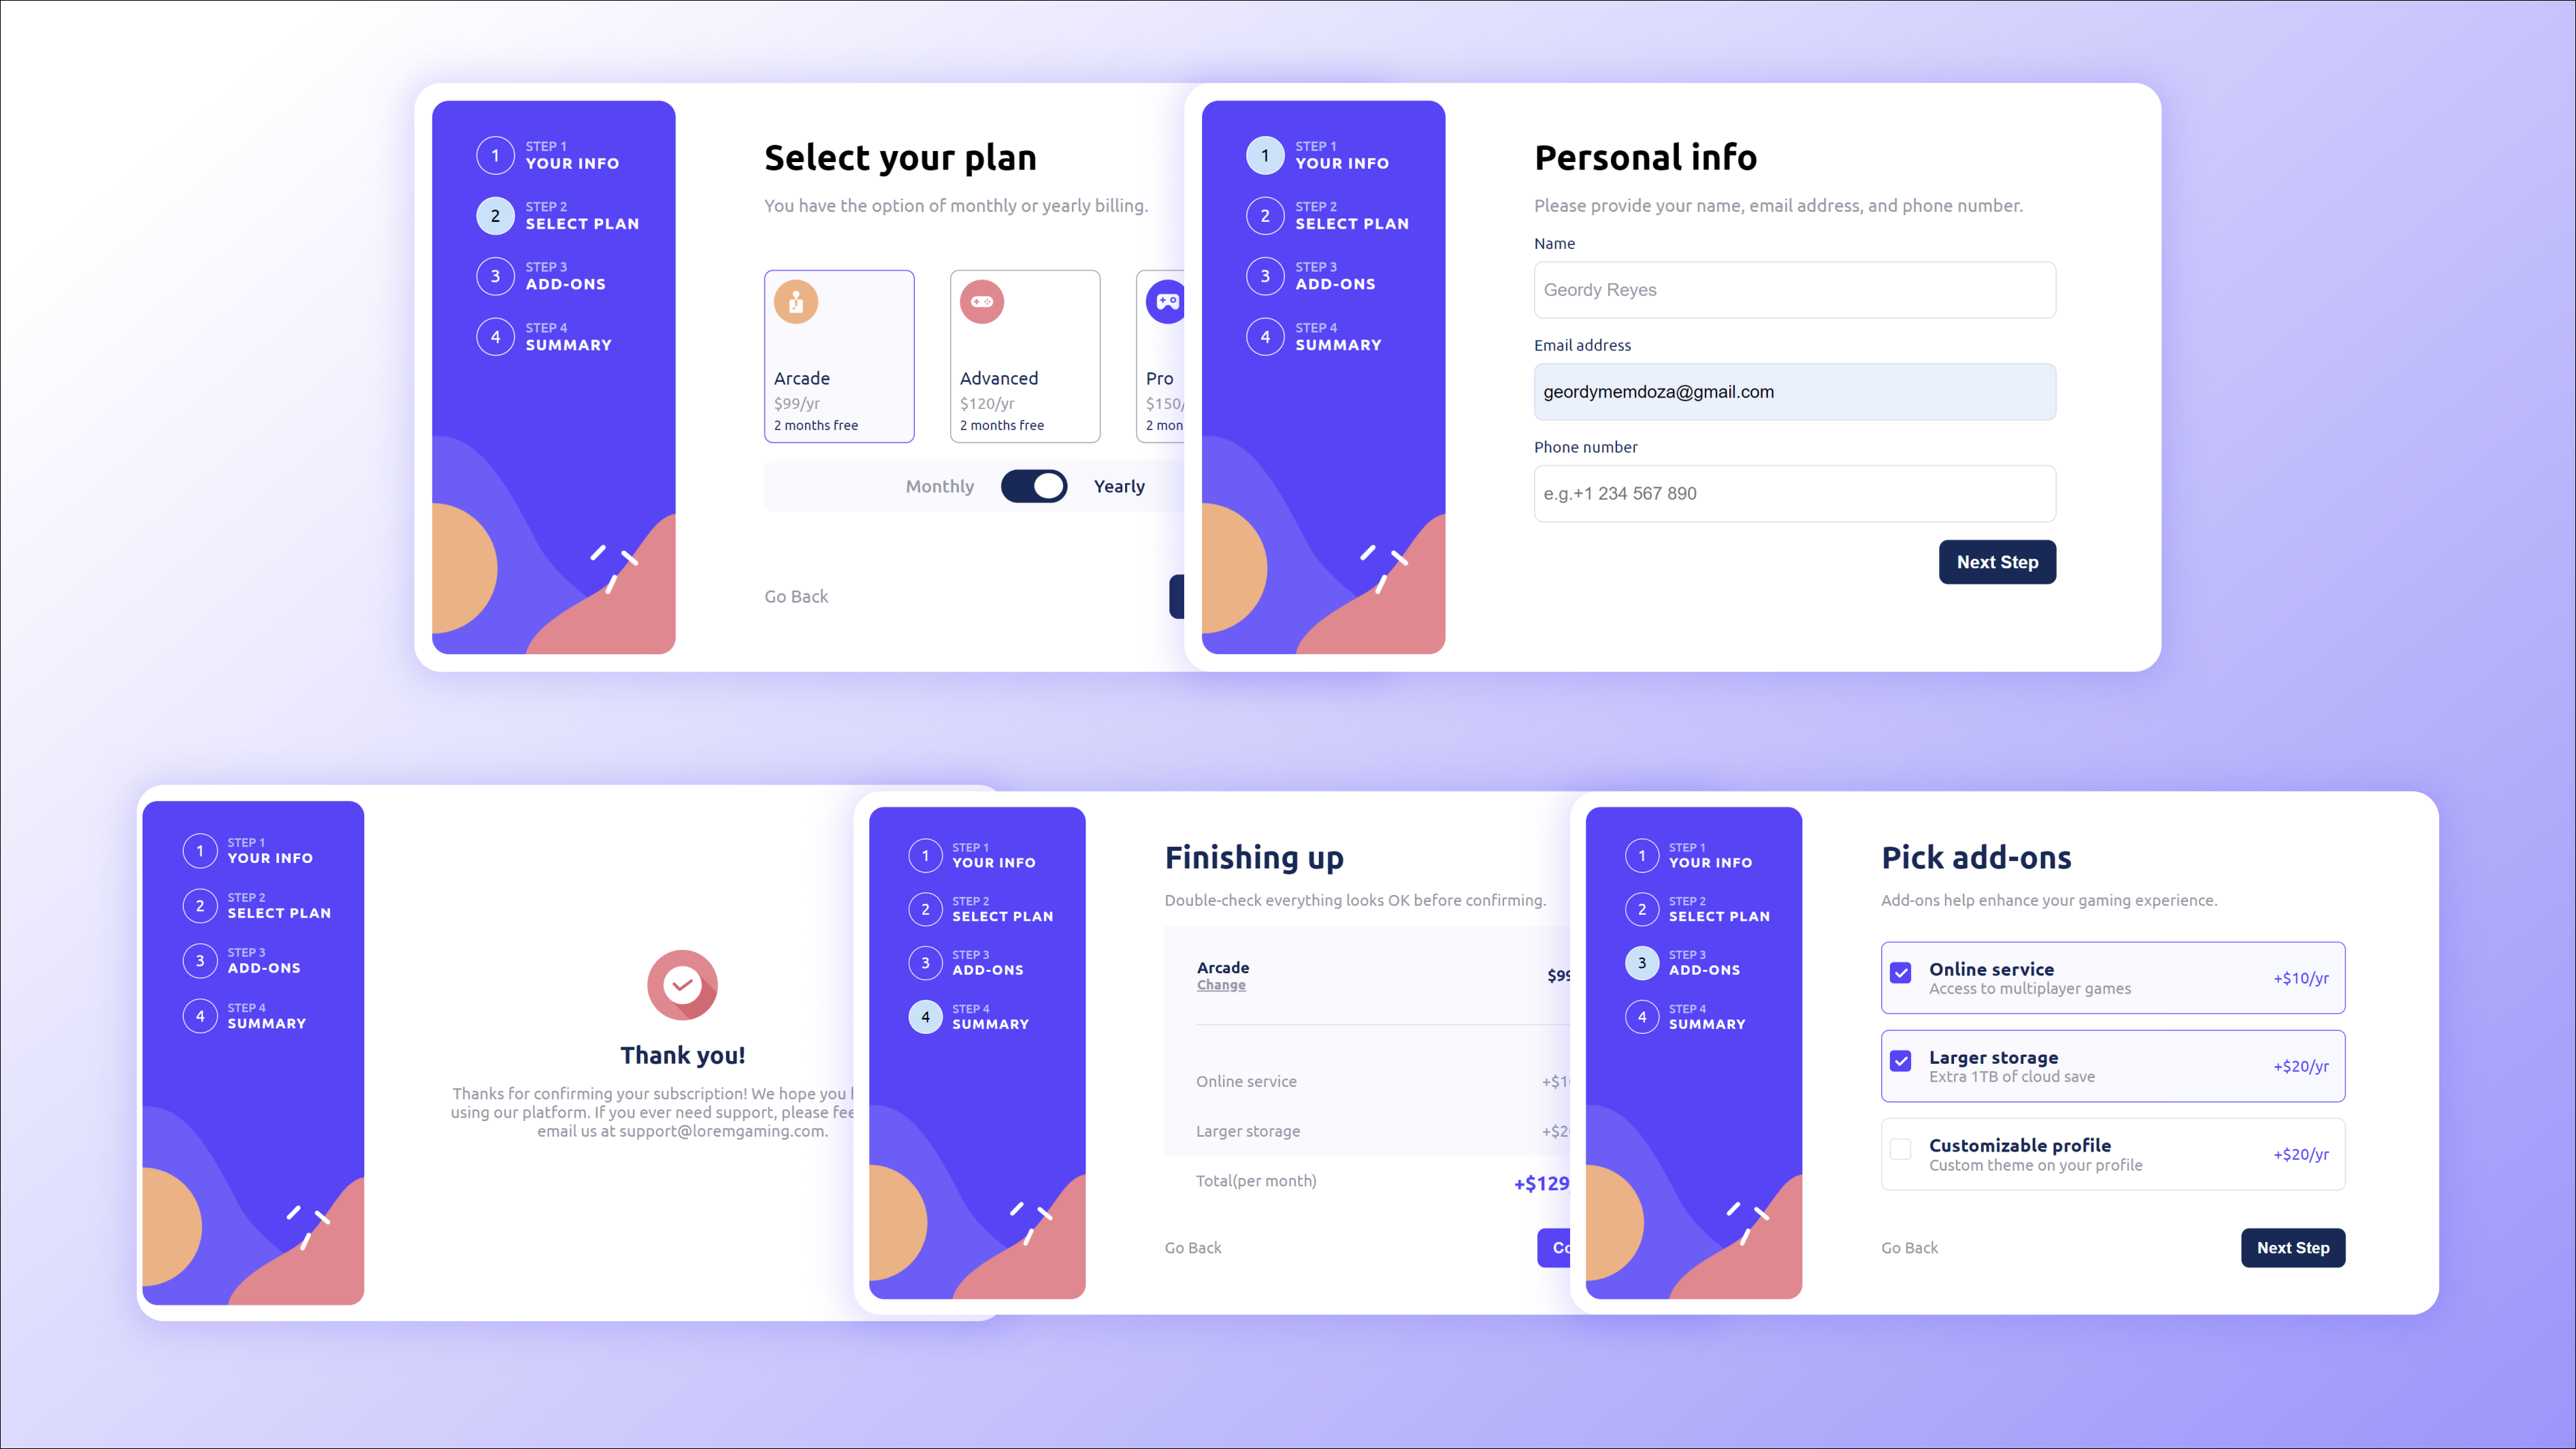 STEP 1
1 YOUR INFO
STEP 2
2 SELECT PLAN
STEP 3
3 ADD-ONS
STEP 4
4 SUMMARY
Select your plan
You have the option of monthly or yearly billing.
Arcade
$99/yr
2 months free
Advanced
$120/yr
2 months free
Pro
$150/
2
Monthly
Yearly
Go Back
STEP 1
1 YOUR INFO
STEP 2
2 SELECT PLAN
STEP 3
3 ADD-ONS
STEP 4
4 SUMMARY
Personal info
Please provide your name, email address, and phone number.
Name
Geordy Reyes
Email address
geordymemdoza@gmail.com
Phone number
e.g.+1 234 567 890
Next Step
STEP 1
1 YOUR INFO
STEP 2
2 SELECT PLAN
STEP 3
3 ADD-ONS
STEP 4
4 SUMMARY
Thank you!
Thanks for confirming your subscription! We hope you
using our platform. If you ever need support, please
email us at support@loremgaming.com.
STEP 1
1 YOUR INFO
STEP 2
2 SELECT PLAN
STEP 3
3 ADD-ONS
STEP 4
4 SUMMARY
Finishing up
Double-check everything looks OK before confirming.
Arcade
Change
Online service
Larger storage
Total(per month)
+$129
Go Back
STEP 1
1 YOUR INFO
STEP 2
2 SELECT PLAN
STEP 3
3 ADD-ONS
STEP 4
4 SUMMARY
Pick add-ons
Add-ons help enhance your gaming experience.
Online service
Access to multiplayer games
+$10/yr
Larger storage
Extra 1TB of cloud save
+$20/yr
Customizable profile
Custom theme on your profile
+$20/yr
Go Back
Next Step